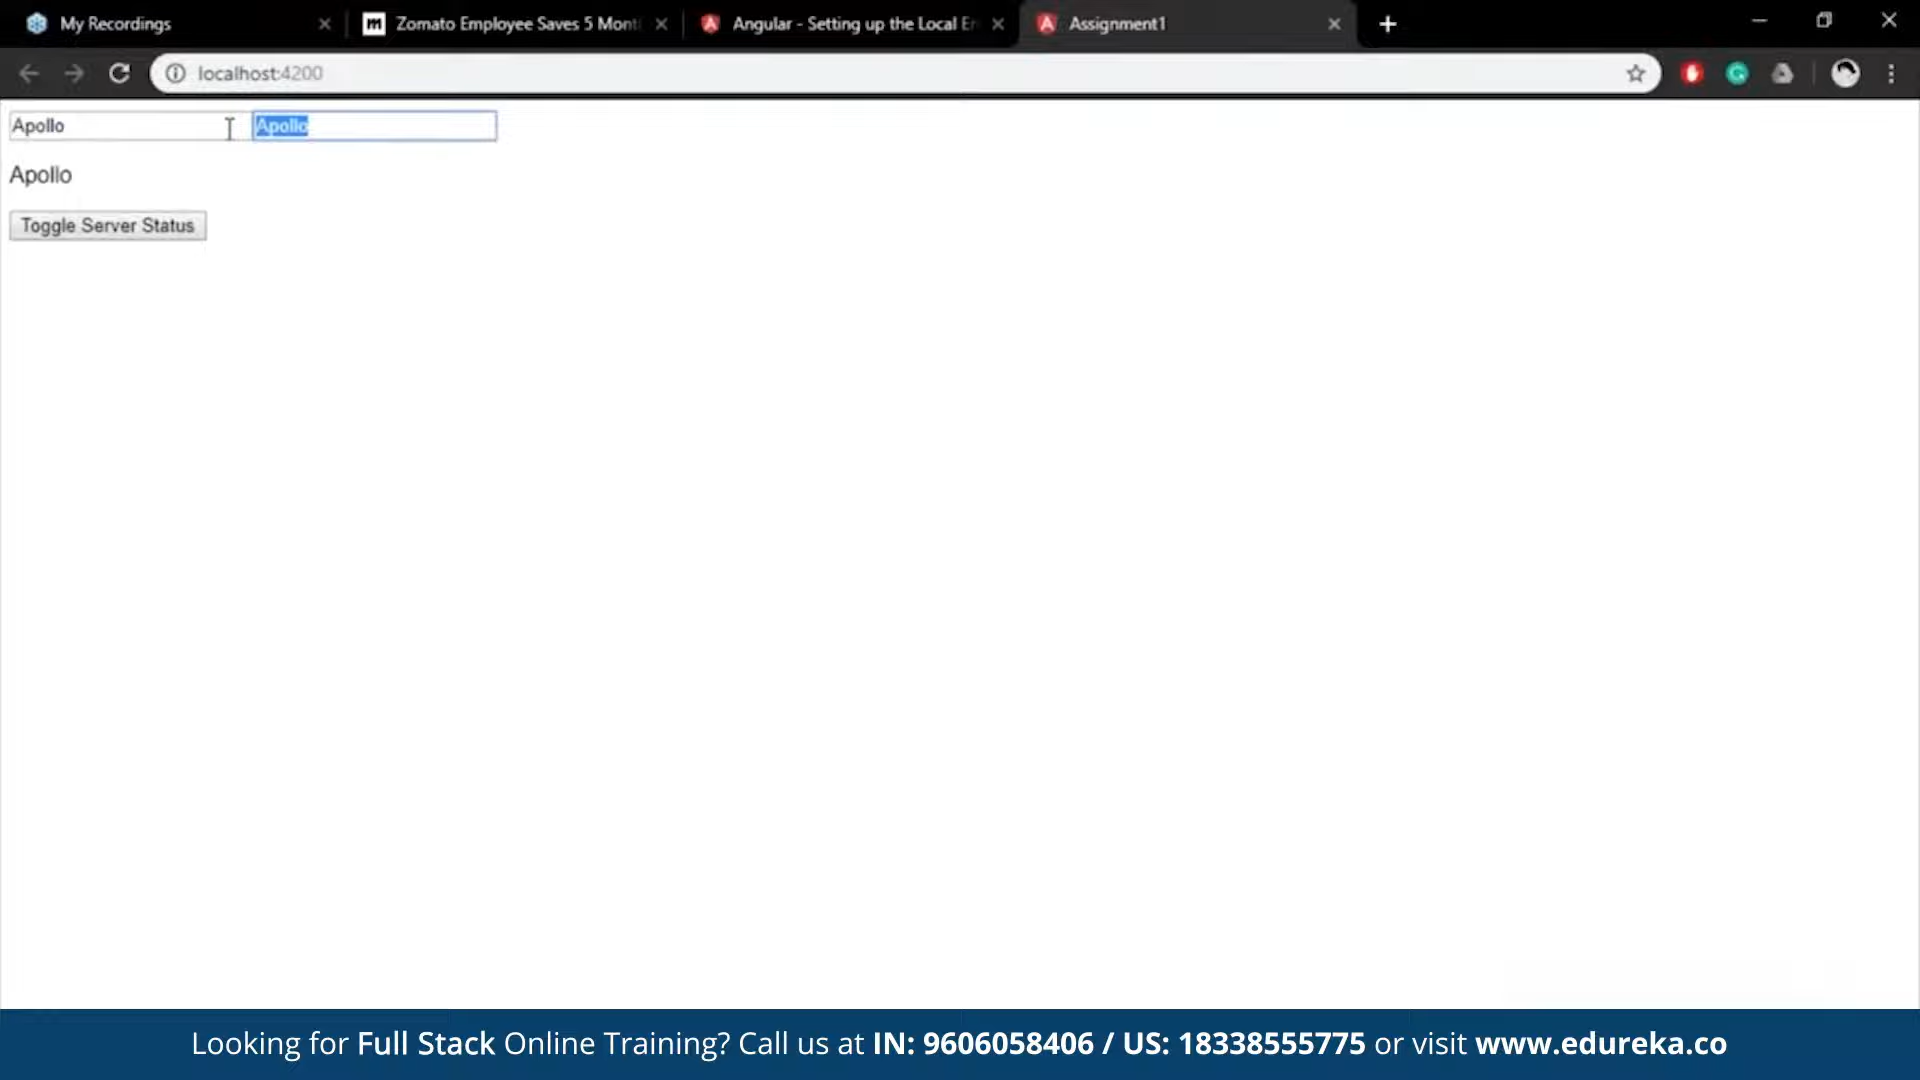 My Recordings
Zomato Employee Saves 5 Mont
Angular - Setting up the Local En
Assignment1
localhost:4200
Apollo Apollo
Apollo
Toggle Server Status
Looking for Full Stack Online Training? Call us at IN: 9606058406 / US: 18338555775 or visit www.edureka.co